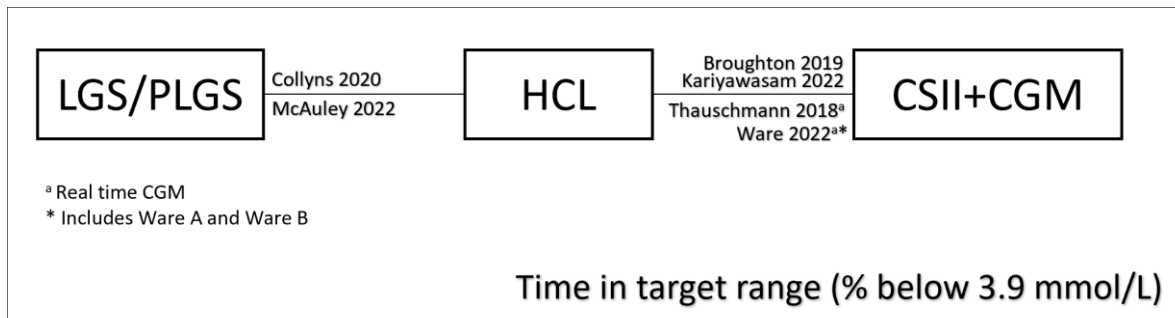 LGS/PLGS
Collyns 2020
McAuley 2022
HCL
Broughton 2019
Kariyawasam 2022
Thauschmann 2018ᵃ
Ware 2022ᵃ*
CSII+CGM
ᵃ Real time CGM
* Includes Ware A and Ware B
Time in target range (% below 3.9 mmol/L)